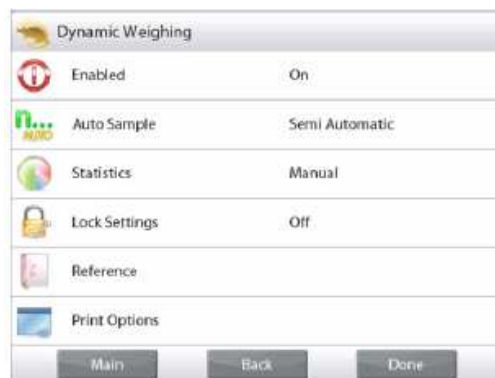 Dynamic Weighing
Enabled On
n... AUTO Auto Sample Semi Automatic
Statistics Manual
Lock Settings Off
Reference
Print Options
Main Back Done